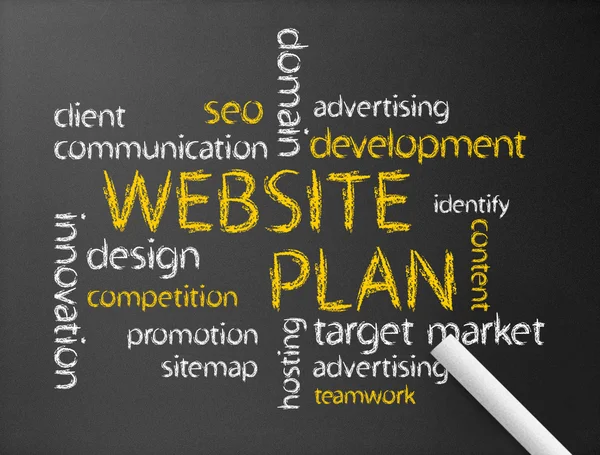 domain
client
seo
advertising
communication
development
WEBSITE
identify
innovation
design
content
PLAN
competition
promotion
hosting
target market
sitemap
advertising
teamwork